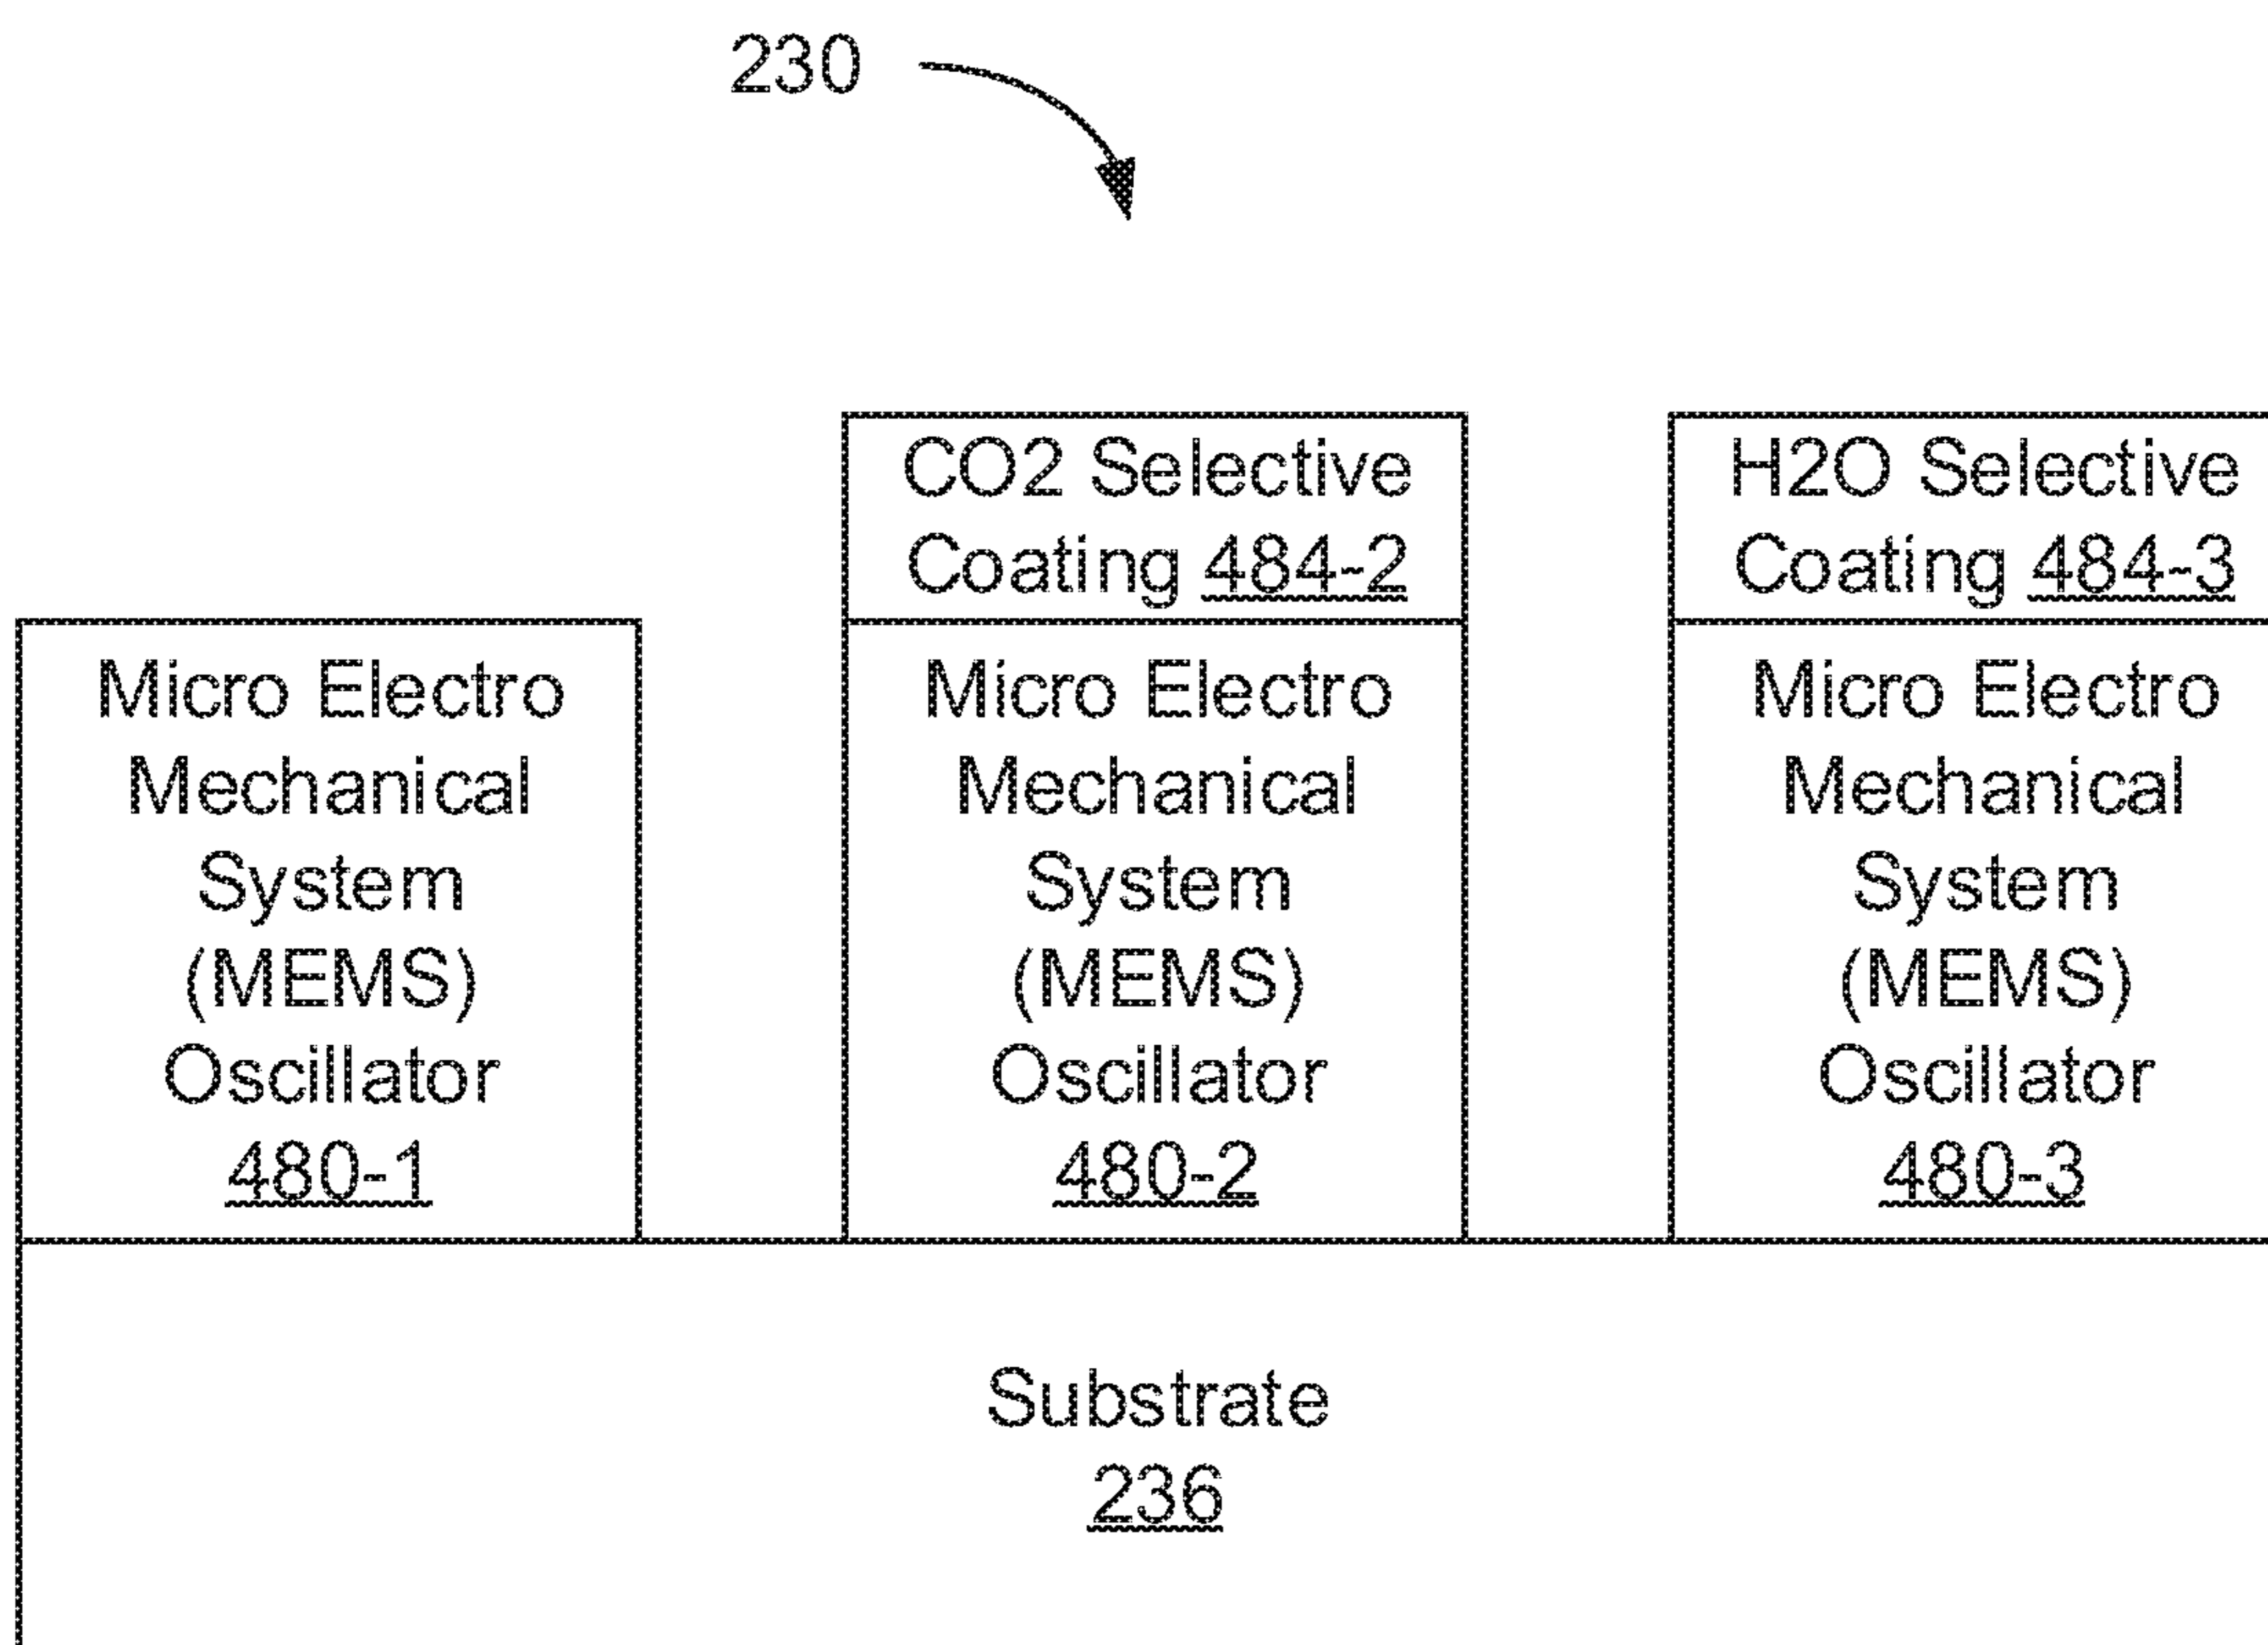 230
CO2 Selective
Coating 484-2
H2O Selective
Coating 484-3
Micro Electro
Mechanical
System
(MEMS)
Oscillator
480-1
Micro Electro
Mechanical
System
(MEMS)
Oscillator
480-2
Micro Electro
Mechanical
System
(MEMS)
Oscillator
480-3
Substrate
236